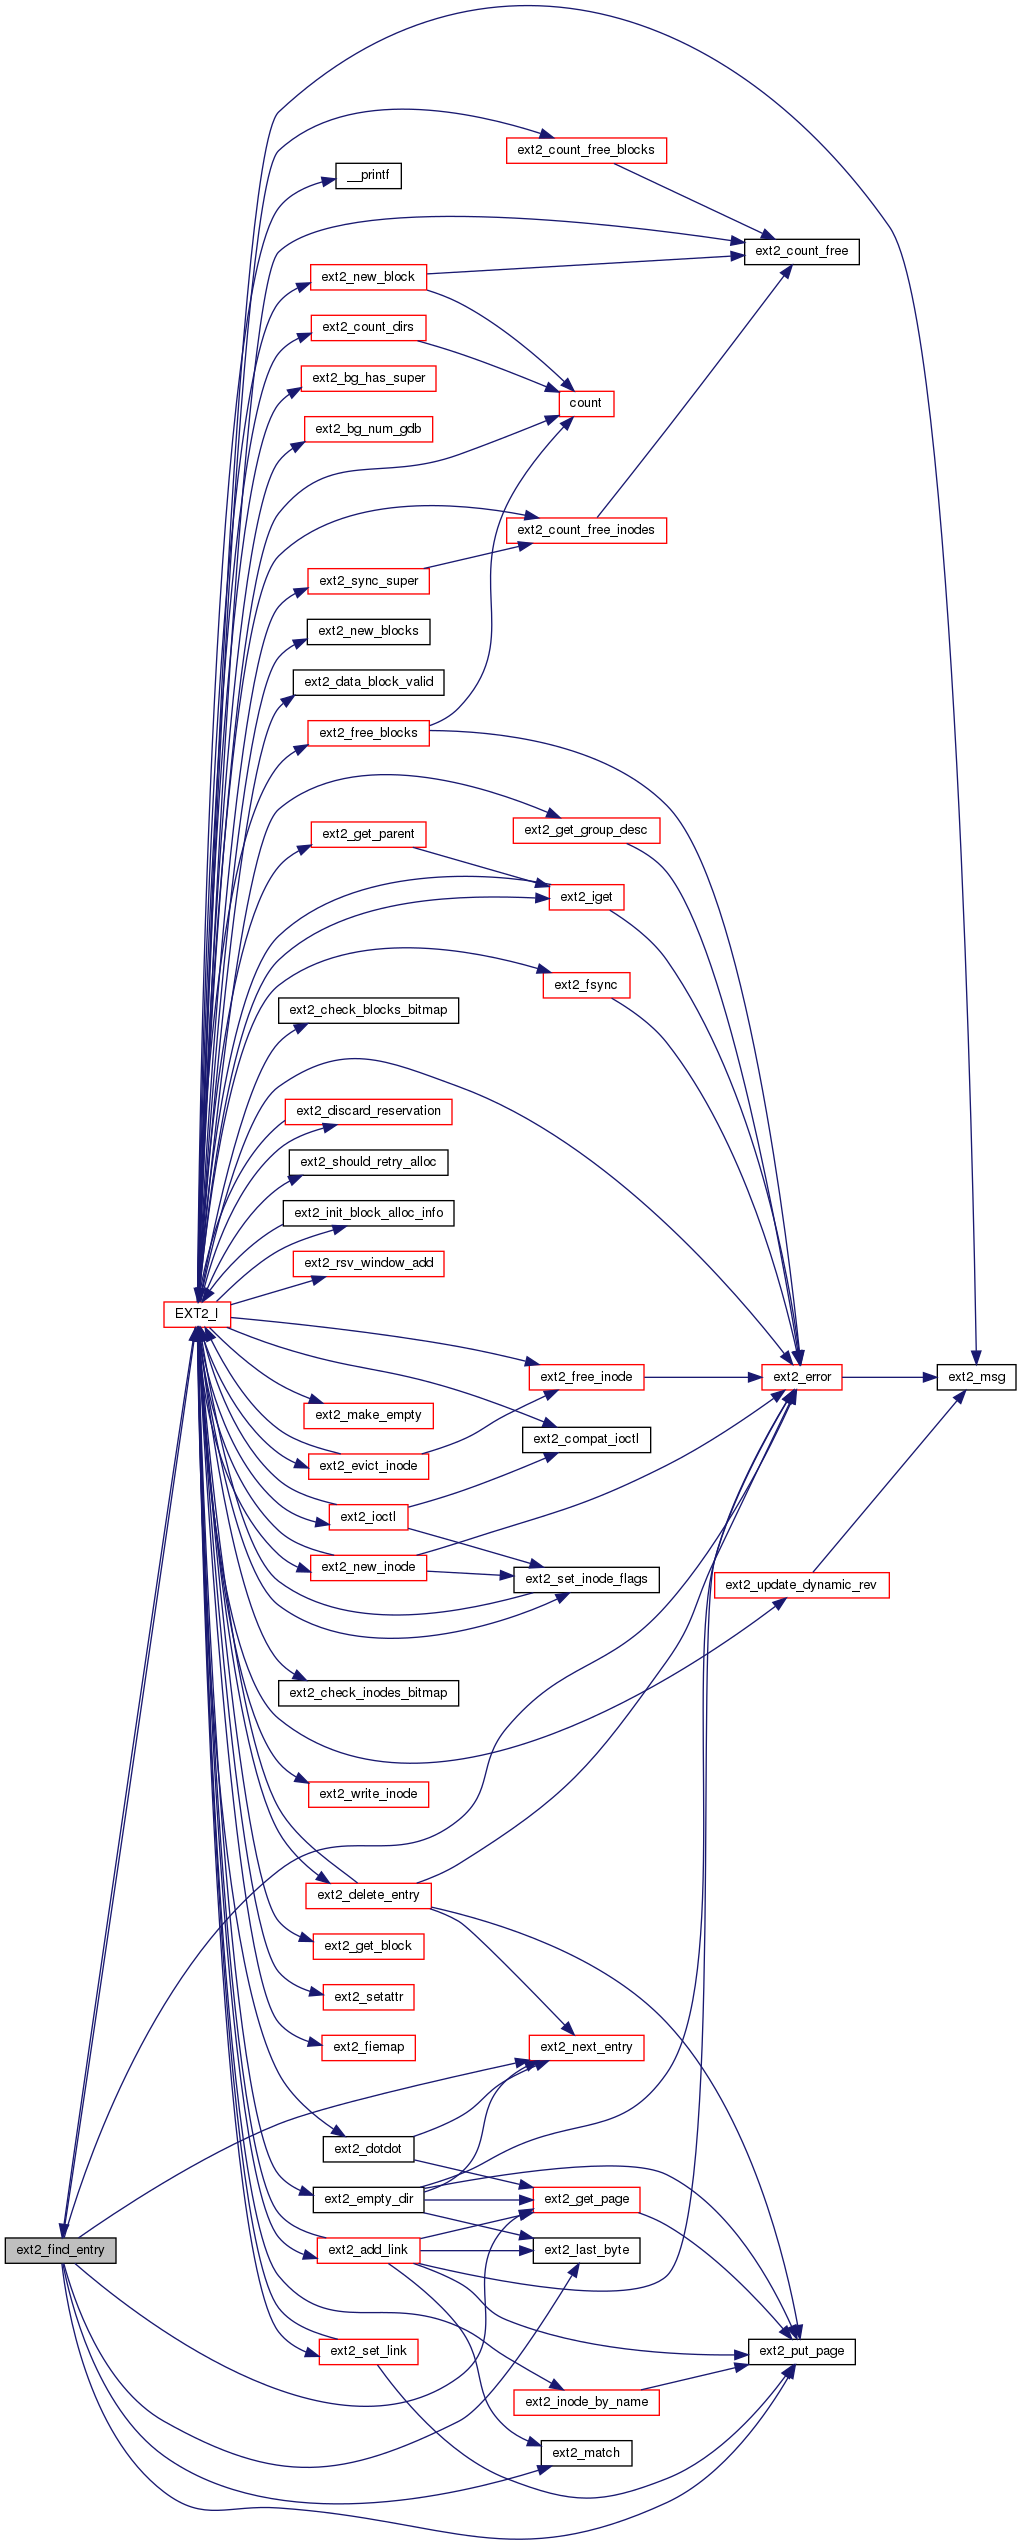 ext2_count_free_blocks
__printf
ext2_count_free
ext2_new_block
ext2_count_dirs
ext2_bg_has_super
count
ext2_bg_num_gdb
ext2_count_free_inodes
ext2_sync_super
ext2_new_blocks
ext2_data_block_valid
ext2_free_blocks
ext2_get_group_desc
ext2_get_parent
ext2_iget
ext2_fsync
ext2_check_blocks_bitmap
ext2_discard_reservation
ext2_should_retry_alloc
ext2_init_block_alloc_info
ext2_rsv_window_add
EXT2_I
ext2_free_inode
ext2_error
ext2_msg
ext2_make_empty
ext2_compat_ioctl
ext2_evict_inode
ext2_ioctl
ext2_new_inode
ext2_set_inode_flags
ext2_update_dynamic_rev
ext2_check_inodes_bitmap
ext2_write_inode
ext2_delete_entry
ext2_get_block
ext2_setattr
ext2_fiemap
ext2_next_entry
ext2_dotdot
ext2_empty_dir
ext2_get_page
ext2_find_entry
ext2_add_link
ext2_last_byte
ext2_set_link
ext2_put_page
ext2_inode_by_name
ext2_match